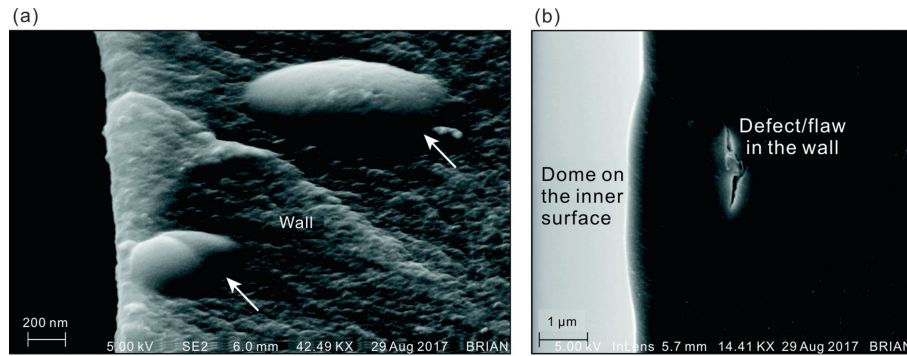 (a)
(b)
Wall
Defect/flaw
in the wall
Dome on
the inner
surface
200 nm
5.00 kV SE2 6.0 mm 42.49 KX 29 Aug 2017 BRIAN
1 µm
5.00 kV InLens 5.7 mm 14.41 KX 29 Aug 2017 BRIAN